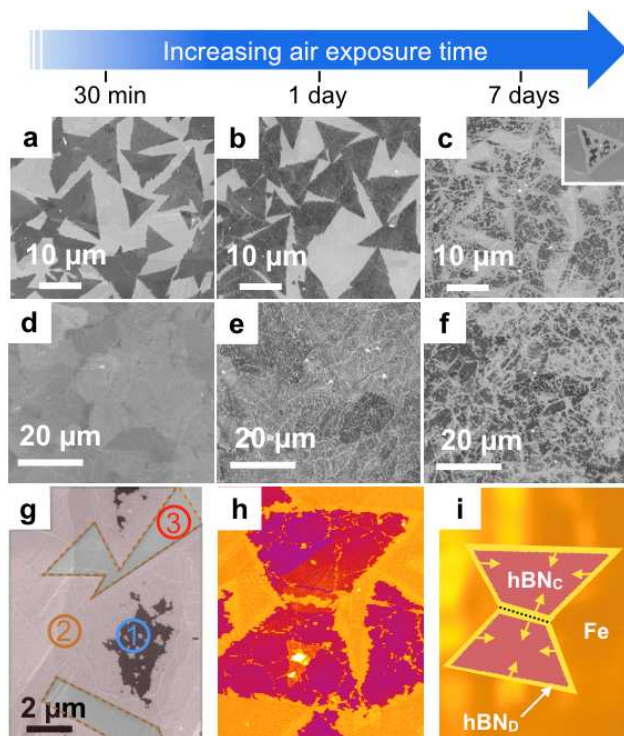 Increasing air exposure time
30 min 1 day 7 days
a b c
10 µm 10 µm 10 µm
d e f
20 µm 20 µm 20 µm
g h i
3
hBNC
1
2
Fe
2 µm
hBND